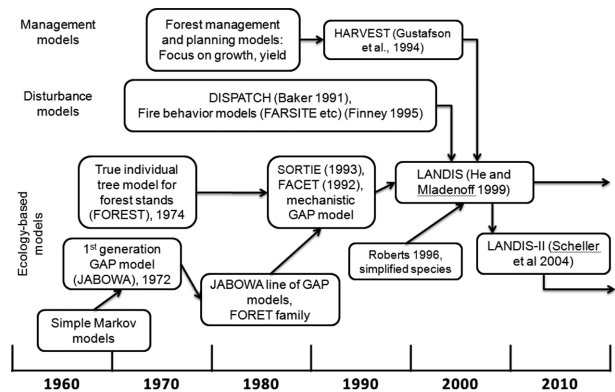 Management
models
Forest management
and planning models:
Focus on growth, yield
HARVEST (Gustafson
et al., 1994)
Disturbance
models
DISPATCH (Baker 1991),
Fire behavior models (FARSITE etc) (Finney 1995)
Ecology-based
models
True individual
tree model for
forest stands
(FOREST), 1974
SORTIE (1993),
FACET (1992),
mechanistic
GAP model
LANDIS (He and
Mladenoff
1999)
1st generation
GAP model
(JABOWA), 1972
JABOWA line of GAP
models,
FORET family
Roberts 1996,
simplified species
LANDIS-II (Scheller
et al 2004)
Simple Markov
models
1960 1970 1980 1990 2000 2010